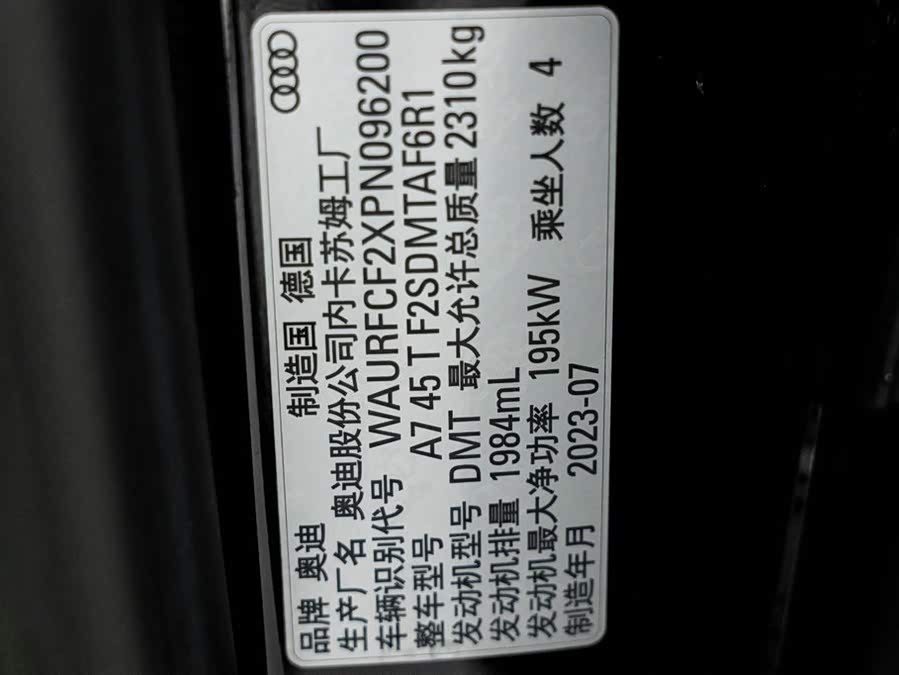 品牌 奥迪 制造国 德国
生产厂名 奥迪股份公司内卡苏姆工厂
车辆识别代号 WAURFCF2XPN096200
整车型号 A7 45 T F2SDMTAF6R1
发动机型号 DMT 最大允许总质量 2310kg
发动机排量 1984mL
发动机最大净功率 195kW 乘坐人数 4
制造年月 2023-07